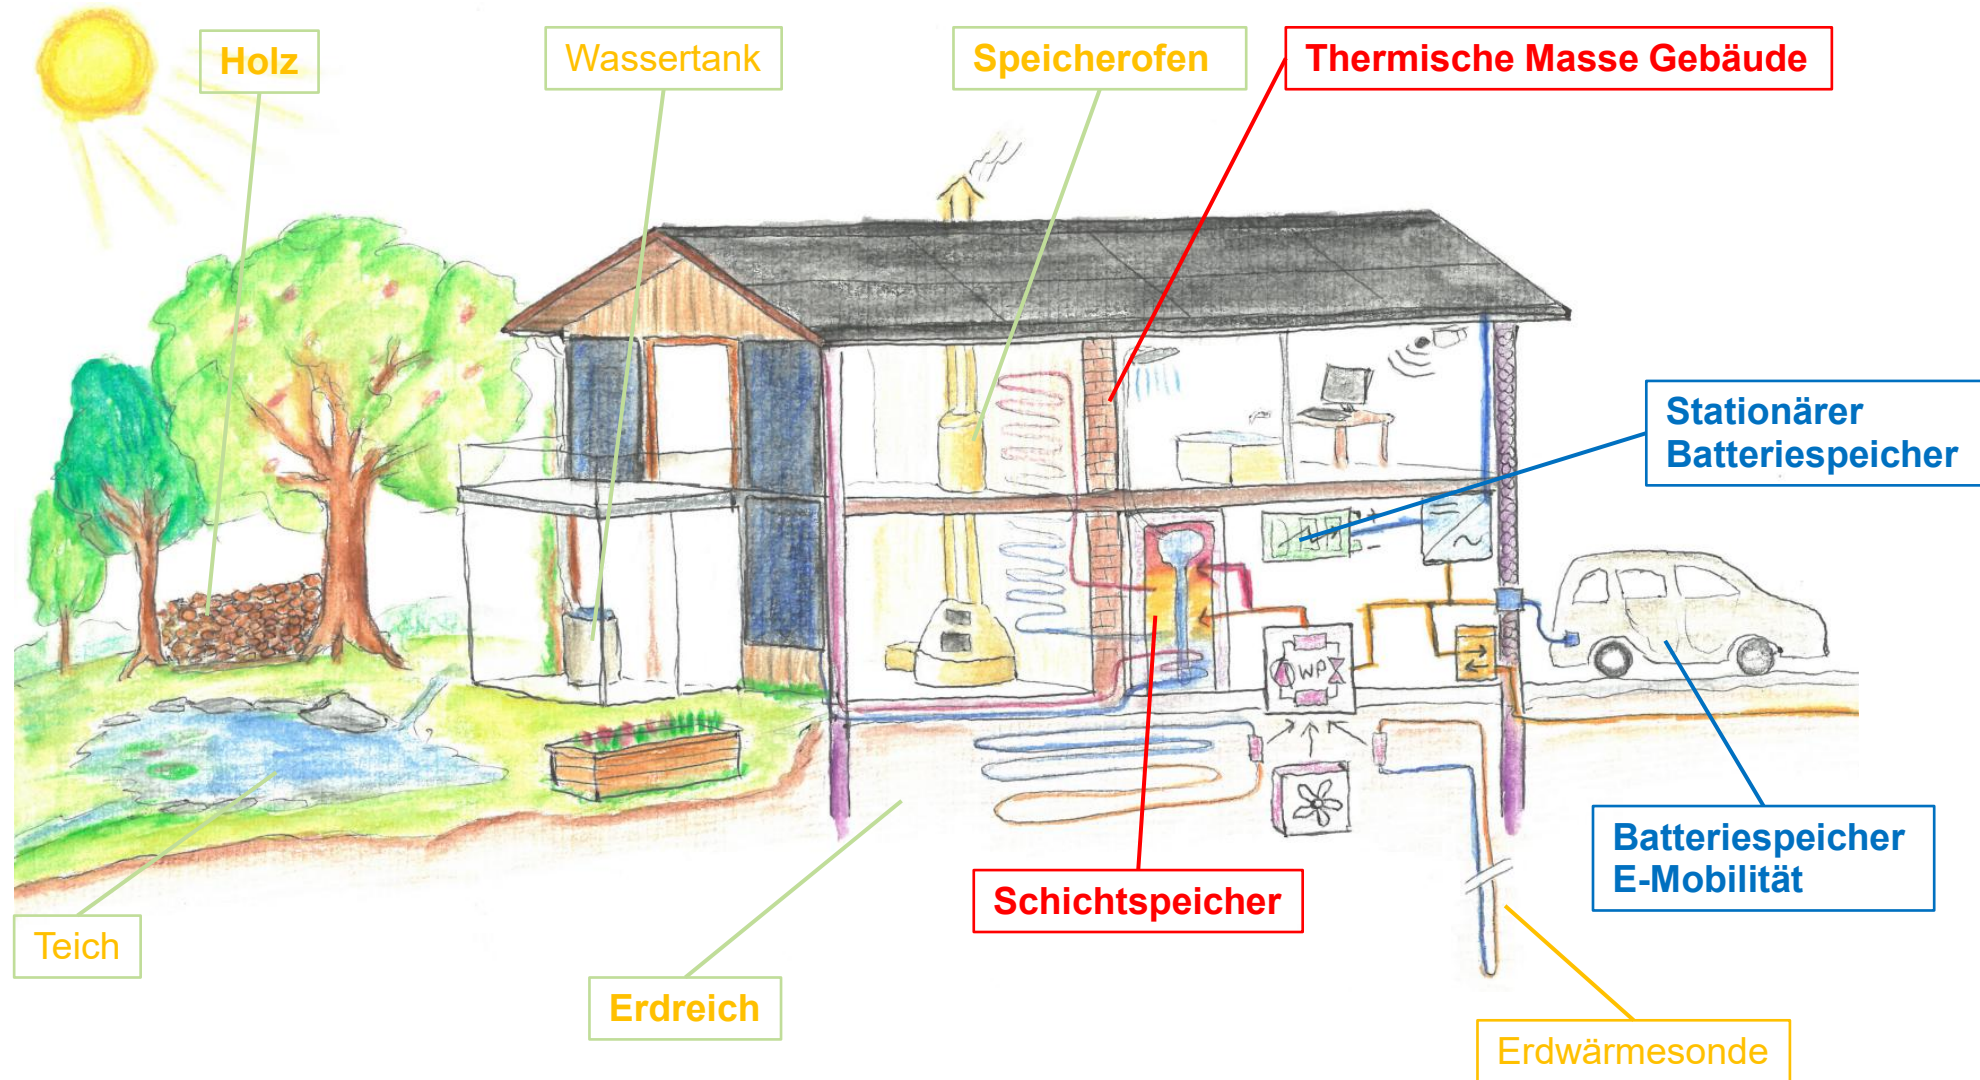 Holz
Wassertank
Speicherofen
Thermische Masse Gebäude
Stationärer
Batteriespeicher
WP
Batteriespeicher
E-Mobilität
Schichtspeicher
Teich
Erdreich
Erdwärmesonde